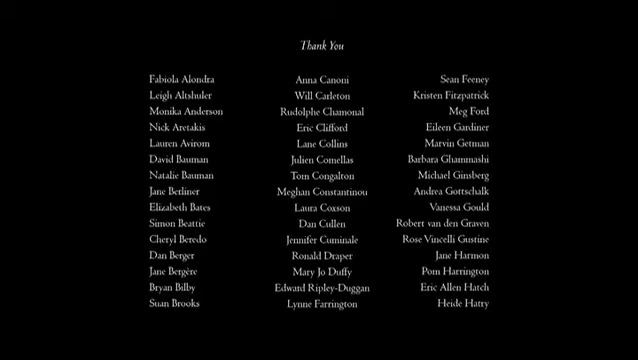 Thank You
Fabiola Alondra
Leigh Altshuler
Monika Anderson
Nick Aretakis
Lauren Avirom
David Bauman
Natalie Bauman
Jane Berliner
Elizabeth Bates
Simon Beattie
Cheryl Beredo
Dan Berger
Jane Bergère
Bryan Bilby
Suan Brooks
Anna Canoni
Will Carleton
Rudolphe Chamonal
Eric Clifford
Lane Collins
Julien Comellas
Tom Congalton
Meghan Constantinou
Laura Coxson
Dan Cullen
Jennifer Cuminale
Ronald Draper
Mary Jo Duffy
Edward Ripley-Duggan
Lynne Farrington
Sean Feeney
Kristen Fitzpatrick
Meg Ford
Eileen Gardiner
Marvin Getman
Barbara Ghammashi
Michael Ginsberg
Andrea Gottschalk
Vanessa Gould
Robert van den Graven
Rose Vincelli Gustine
Jane Harmon
Pom Harrington
Eric Allen Hatch
Heide Hatry